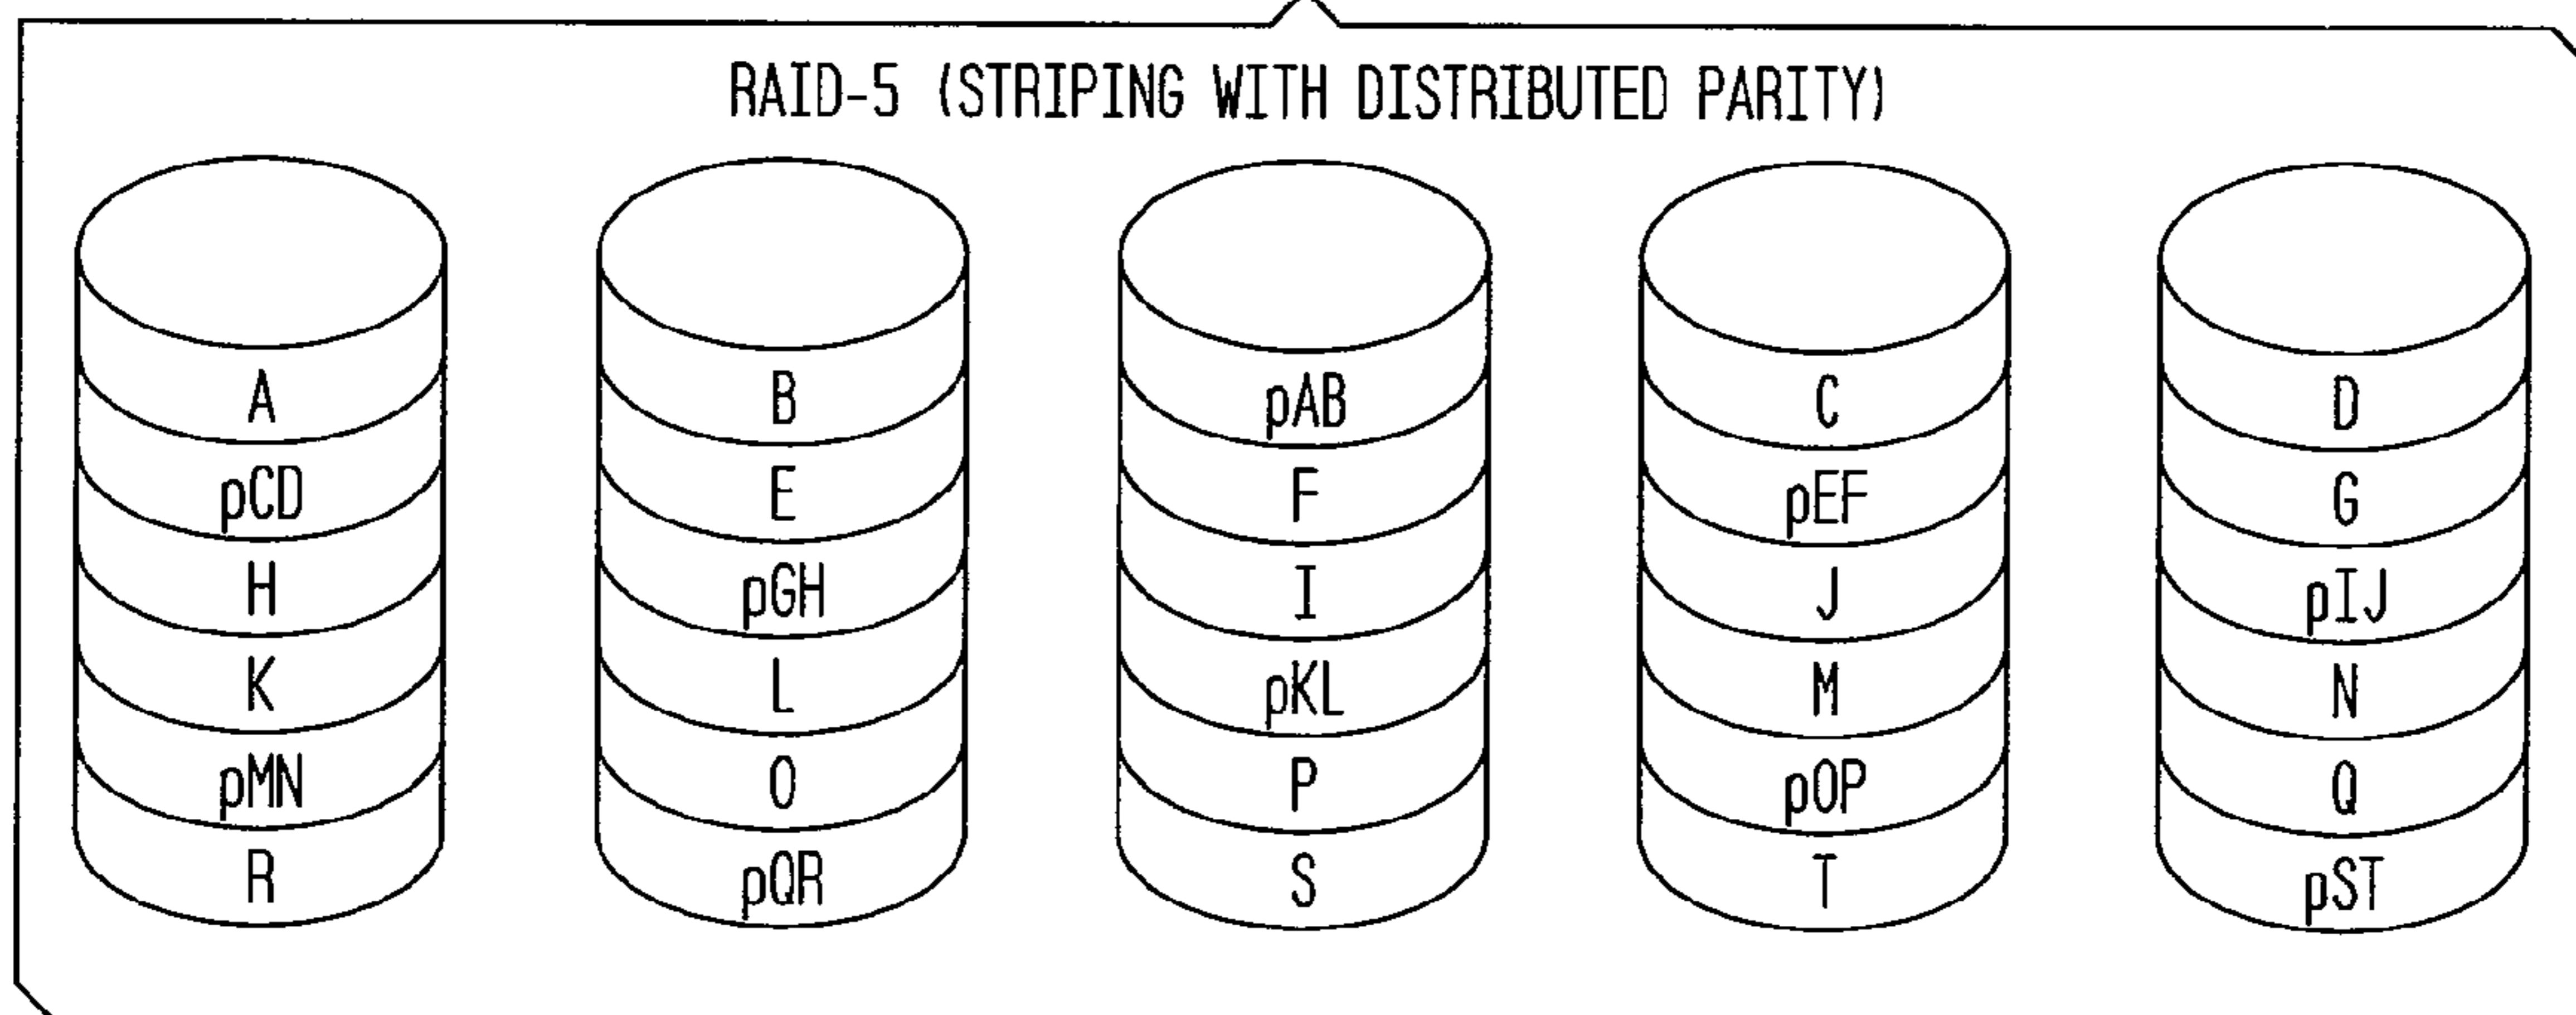 RAID-5 (STRIPING WITH DISTRIBUTED PARITY)
A B pAB C D
pCD E F pEF G
H pGH I J pIJ
K L pKL M N
pMN O P pOP Q
R pQR S T pST